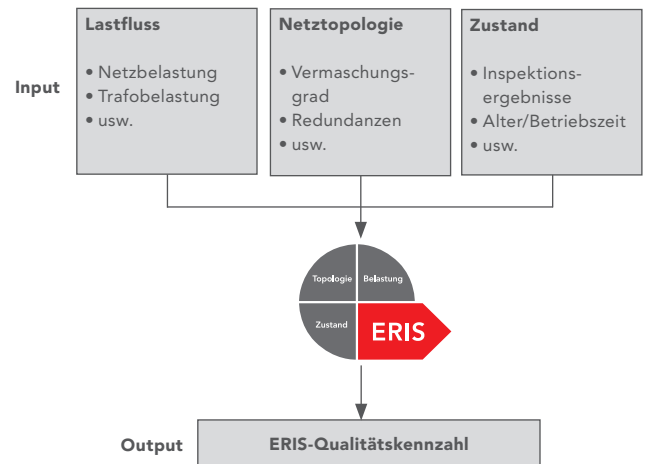 Input
Lastfluss
• Netzbelastung
• Trafobelastung
• usw.
Netztopologie
• Vermaschungs-
grad
• Redundanzen
• usw.
Zustand
• Inspektions-
ergebnisse
• Alter/Betriebszeit
• usw.
Topologie
Belastung
Zustand
ERIS
Output
ERIS-Qualitätskennzahl